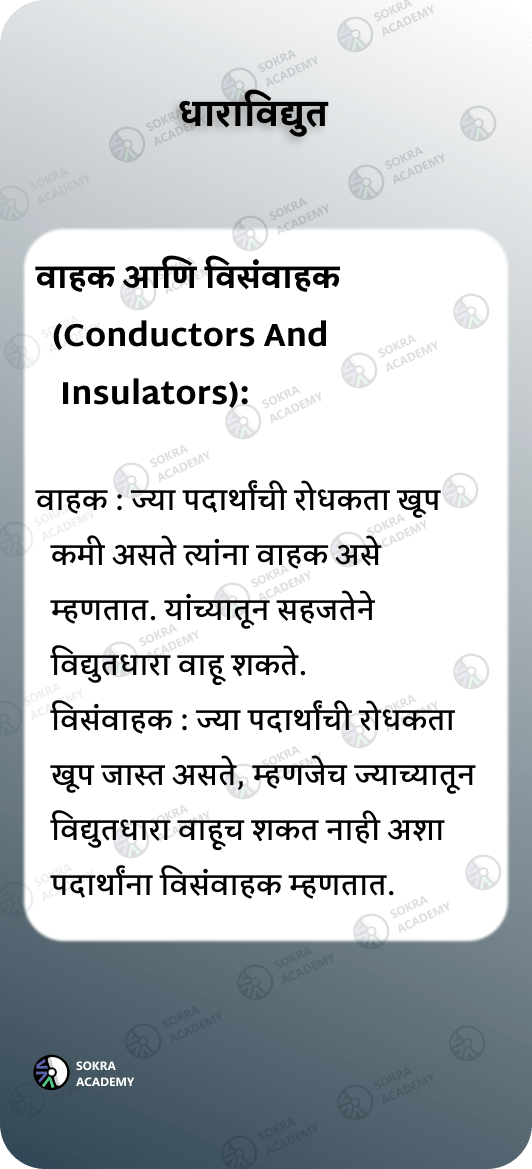 धाराविद्युत
वाहक आणि विसंवाहक
(Conductors And
Insulators):
वाहक : ज्या पदार्थांची रोधकता खूप
कमी असते त्यांना वाहक असे
म्हणतात. यांच्यातून सहजतेने
विद्युतधारा वाहू शकते.
विसंवाहक : ज्या पदार्थांची रोधकता
खूप जास्त असते, म्हणजेच ज्याच्यातून
विद्युतधारा वाहूच शकत नाही अशा
पदार्थांना विसंवाहक म्हणतात.
SOKRA
ACADEMY